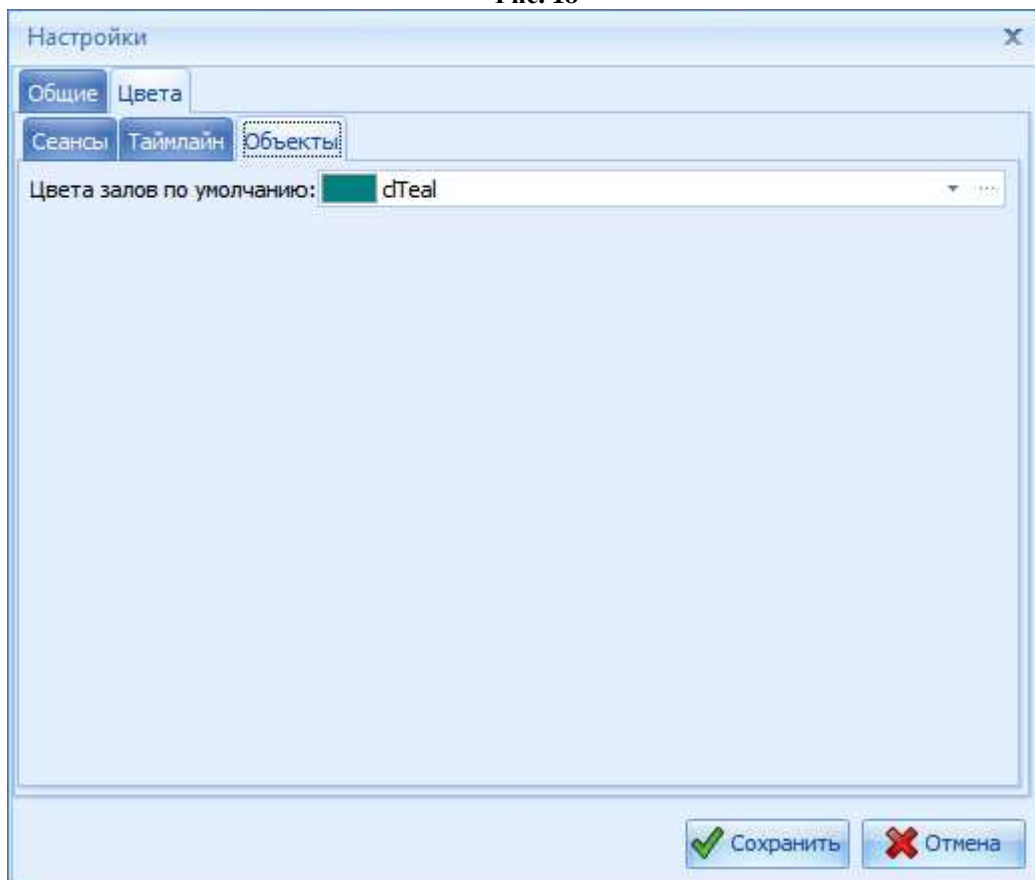 Настройки
Общие Цвета
Сеансы Таймлайн Объекты
Цвета залов по умолчанию: clTeal
Сохранить Отмена